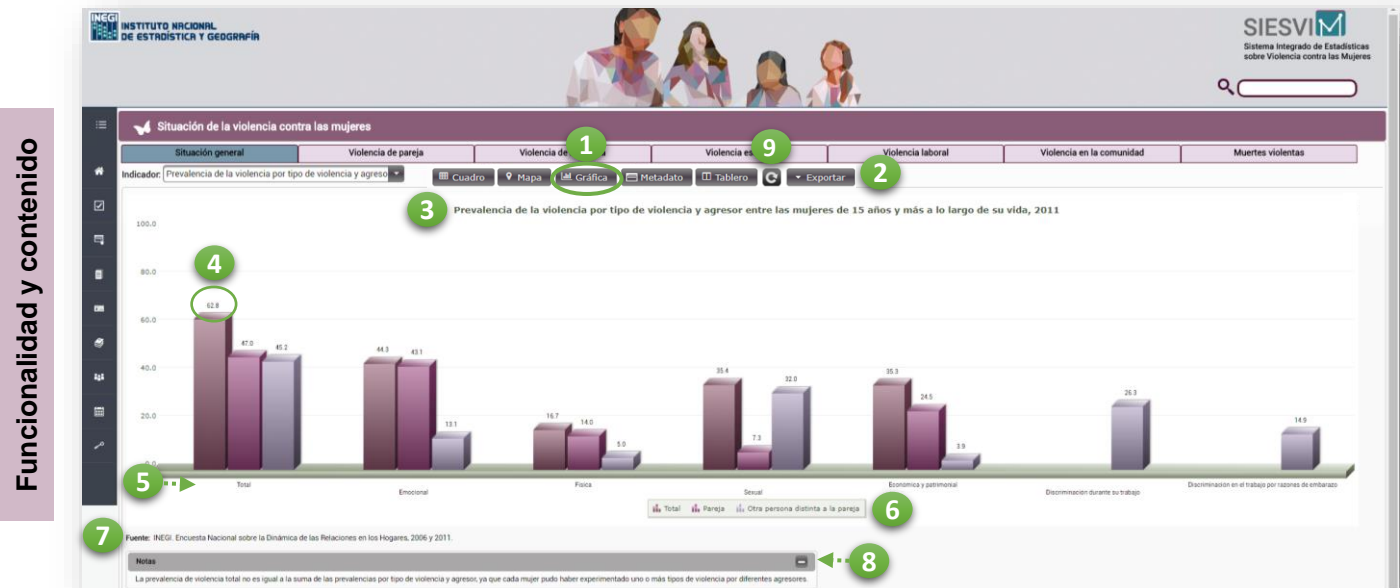 Funcionalidad y contenido
INEGI
INSTITUTO NACIONAL
DE ESTADÍSTICA Y GEOGRAFÍA
SIESVIM
Sistema Integrado de Estadísticas
sobre Violencia contra las Mujeres
Situación de la violencia contra las mujeres
1
9
Situación general
Violencia de pareja
Violencia de
Violencia es
Violencia laboral
Violencia en la comunidad
Muertes violentas
Indicador: Prevalencia de la violencia por tipo de violencia y agreso
Cuadro
Mapa
Gráfica
Metadato
Tablero
Exportar
2
3
Prevalencia de la violencia por tipo de violencia y agresor entre las mujeres de 15 años y más a lo largo de su vida, 2011
100.0
80.0
60.0
40.0
20.0
0.0
4
62.8
47.0
45.2
44.3
43.1
13.1
16.7
14.0
5.0
35.4
7.3
32.0
35.3
24.5
3.9
26.3
14.9
5
Total
Emocional
Física
Sexual
Económica y patrimonial
Discriminación durante su trabajo
Discriminación en el trabajo por razones de embarazo
Total
Pareja
Otra persona distinta a la pareja
6
7
Fuente: INEGI. Encuesta Nacional sobre la Dinámica de las Relaciones en los Hogares, 2006 y 2011.
Notas
8
La prevalencia de violencia total no es igual a la suma de las prevalencias por tipo de violencia y agresor, ya que cada mujer pudo haber experimentado uno o más tipos de violencia por diferentes agresores.